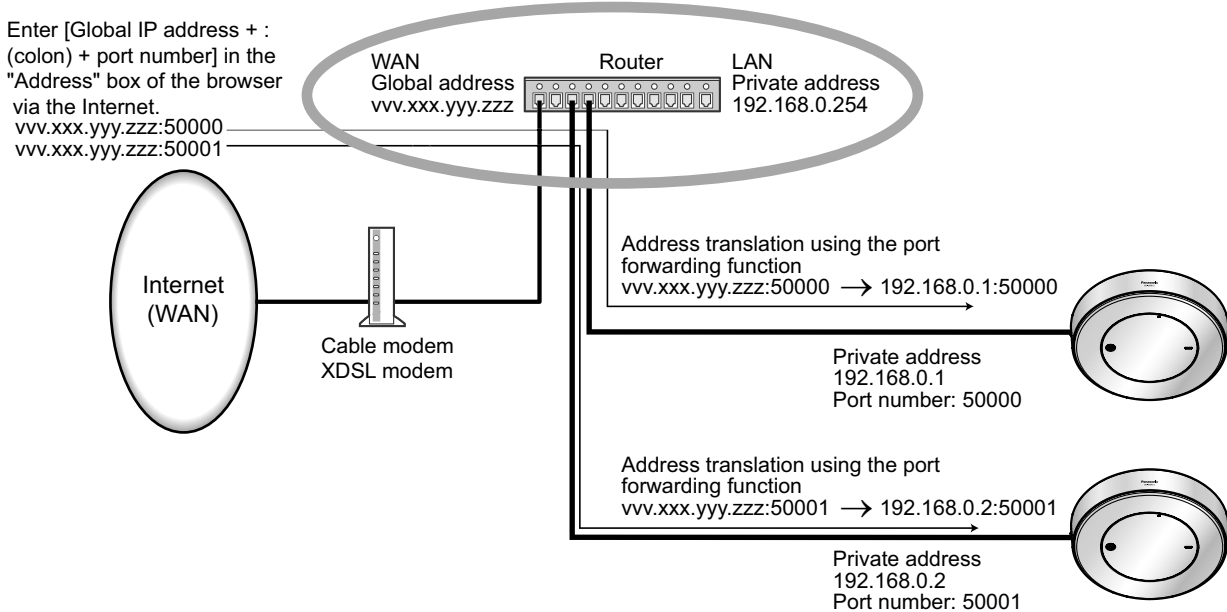 Enter [Global IP address + :
(colon) + port number] in the
"Address" box of the browser
via the Internet.
vvv.xxx.yyy.zzz:50000
vvv.xxx.yyy.zzz:50001
WAN
Global address
vvv.xxx.yyy.zzz
Router
LAN
Private address
192.168.0.254
Internet
(WAN)
Cable modem
XDSL modem
Address translation using the port
forwarding function
vvv.xxx.yyy.zzz:50000 → 192.168.0.1:50000
Panasonic
Private address
192.168.0.1
Port number: 50000
Address translation using the port
forwarding function
vvv.xxx.yyy.zzz:50001 → 192.168.0.2:50001
Panasonic
Private address
192.168.0.2
Port number: 50001